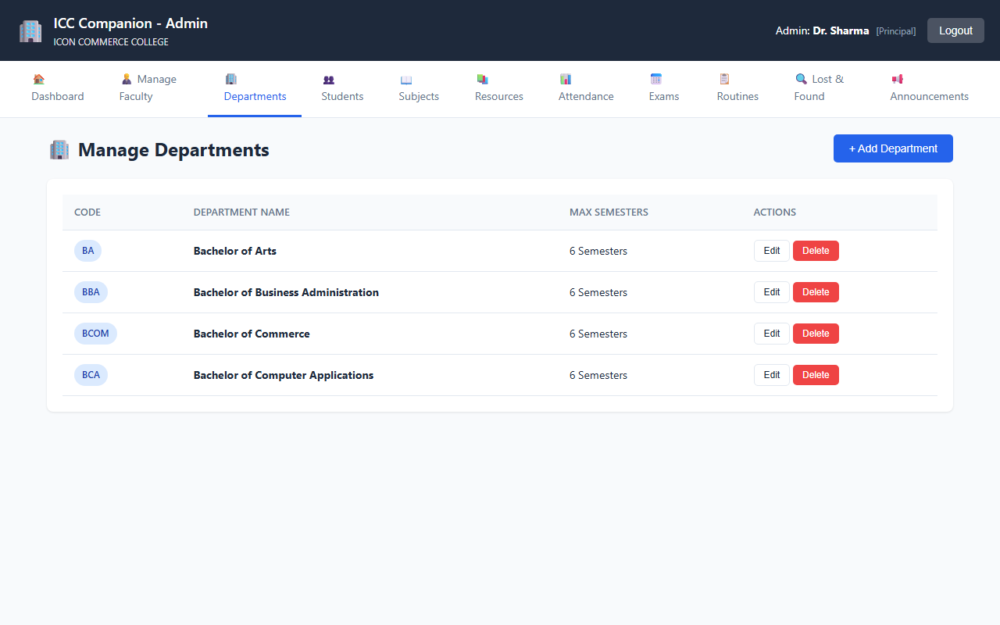 ICC Companion - Admin
ICON COMMERCE COLLEGE
Admin: Dr. Sharma [Principal]
Logout
Dashboard
Manage Faculty
Departments
Students
Subjects
Resources
Attendance
Exams
Routines
Lost & Found
Announcements
Manage Departments
+ Add Department
CODE DEPARTMENT NAME MAX SEMESTERS ACTIONS
BA Bachelor of Arts 6 Semesters Edit Delete
BBA Bachelor of Business Administration 6 Semesters Edit Delete
BCOM Bachelor of Commerce 6 Semesters Edit Delete
BCA Bachelor of Computer Applications 6 Semesters Edit Delete